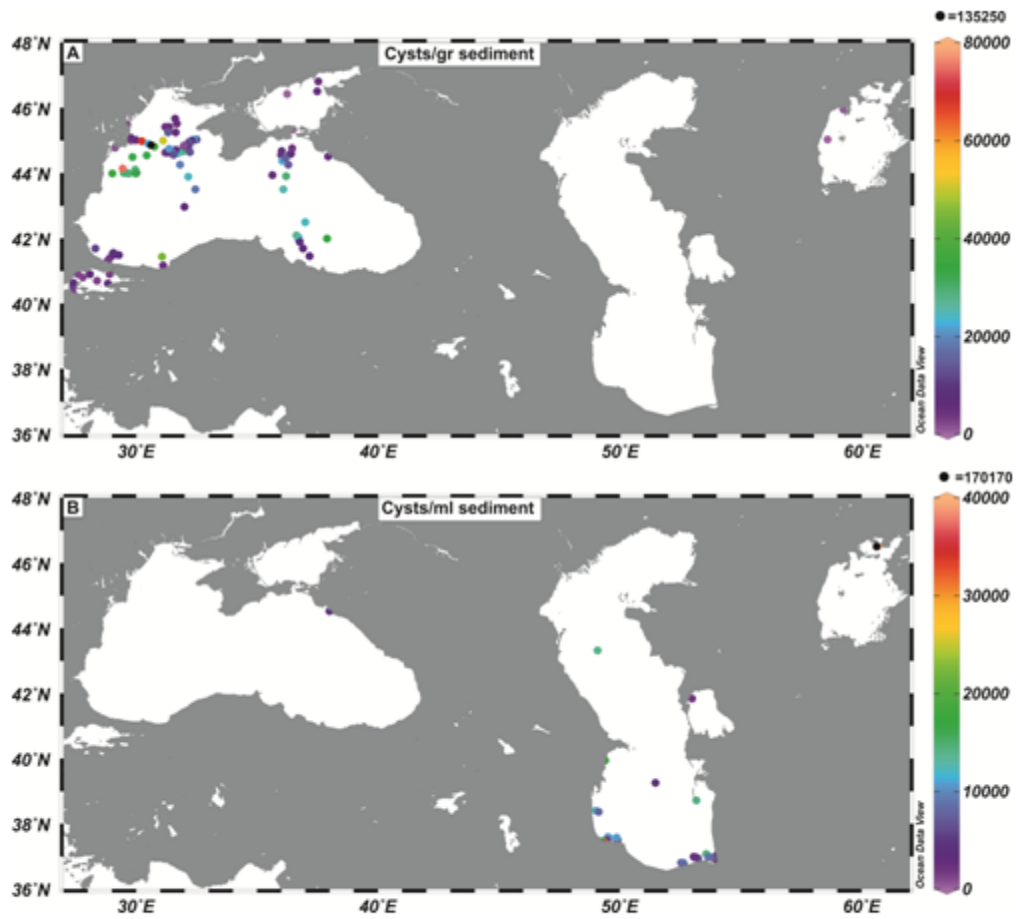 ●=135250
48°N
A
Cysts/gr sediment
80000
46°N
60000
44°N
42°N
40000
40°N
20000
38°N
Ocean Data View
36°N
0
30°E
40°E
50°E
60°E
●=170170
48°N
B
Cysts/ml sediment
40000
46°N
30000
44°N
42°N
20000
40°N
10000
38°N
Ocean Data View
36°N
0
30°E
40°E
50°E
60°E